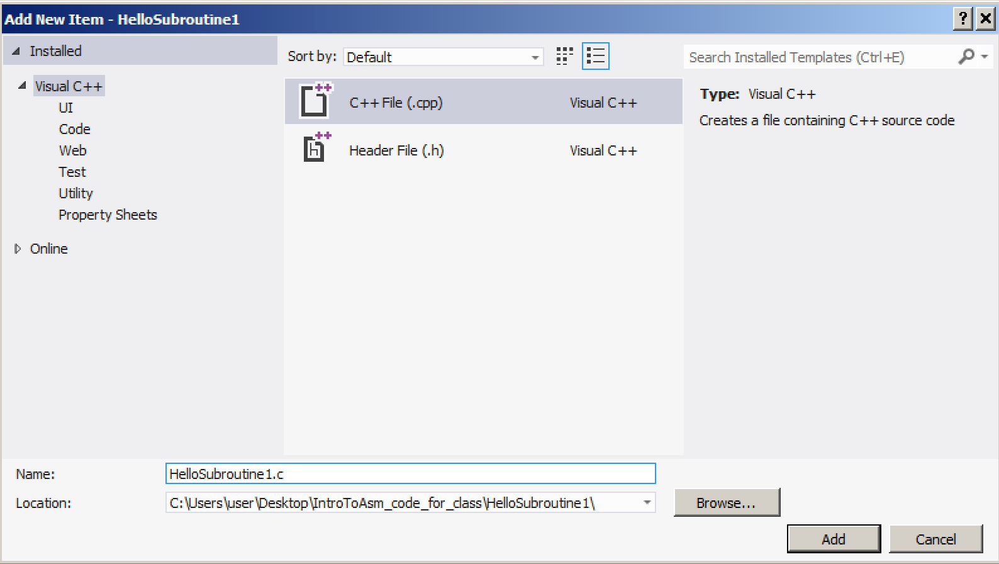 Add New Item - HelloSubroutine1
?
Installed
Sort by: Default
Search Installed Templates (Ctrl+E)
Visual C++
UI
Code
Web
Test
Utility
Property Sheets
Online
++
C++ File (.cpp) Visual C++
++
h
Header File (.h) Visual C++
Type: Visual C++
Creates a file containing C++ source code
Name: HelloSubroutine1.c
Location: C:\Users\user\Desktop\IntroToAsm_code_for_class\HelloSubroutine1\
Browse...
Add Cancel